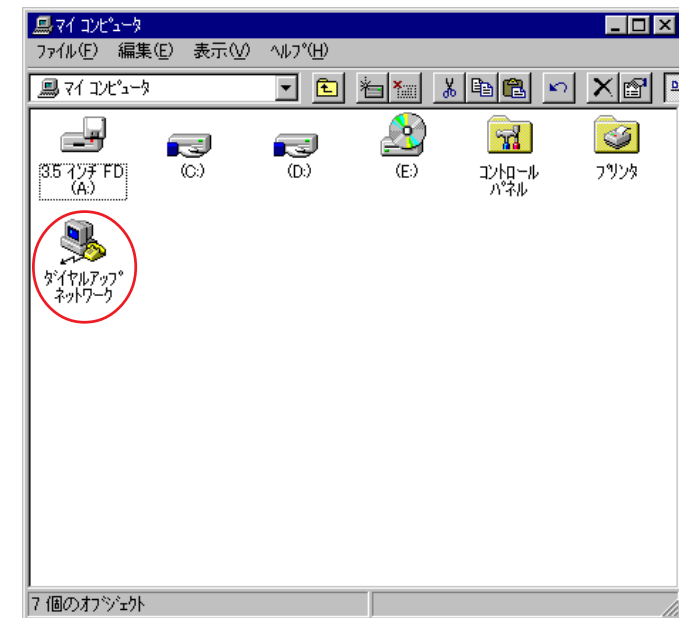 マイ コンピュータ
ファイル(F) 編集(E) 表示(V) ヘルプ(H)
マイ コンピュータ
3.5 インチ FD
(A:)
(C:)
(D:)
(E:)
コントロール
パネル
プリンタ
ダイヤルアップ
ネットワーク
7 個のオブジェクト